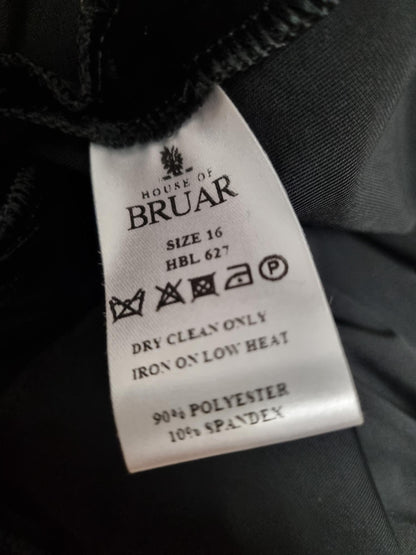 HOUSE OF
BRUAR
SIZE 16
HBL 627
P
DRY CLEAN ONLY
IRON ON LOW HEAT
90% POLYESTER
10% SPANDEX